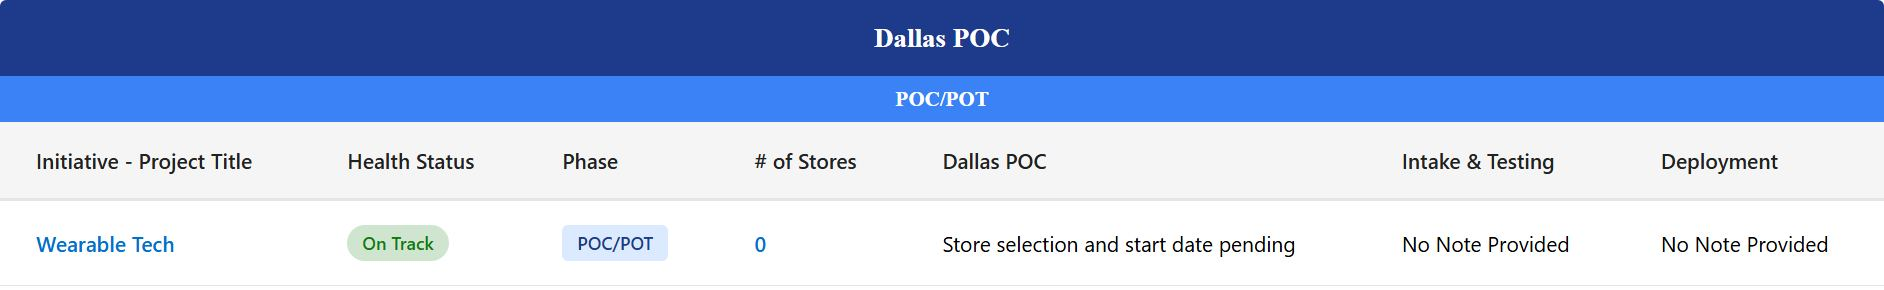 Dallas POC
POC/POT
Initiative - Project Title Health Status Phase # of Stores Dallas POC Intake & Testing Deployment
Wearable Tech On Track POC/POT 0 Store selection and start date pending No Note Provided No Note Provided